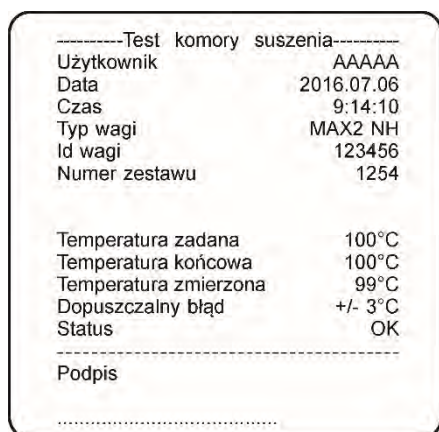 ----------Test komory suszenia----------
Użytkownik AAAAA
Data 2016.07.06
Czas 9:14:10
Typ wagi MAX2 NH
Id wagi 123456
Numer zestawu 1254
Temperatura zadana 100°C
Temperatura końcowa 100°C
Temperatura zmierzona 99°C
Dopuszczalny błąd +/- 3°C
Status OK
----------------------------------------
Podpis
........................................